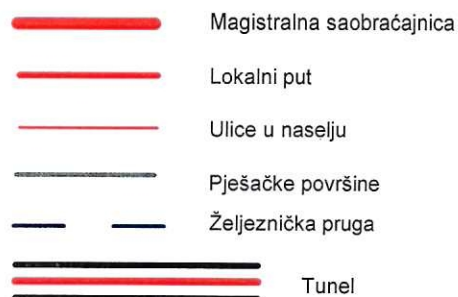 Magistralna saobraćajnica
Lokalni put
Ulice u naselju
Pješačke površine
Željeznička pruga
Tunel